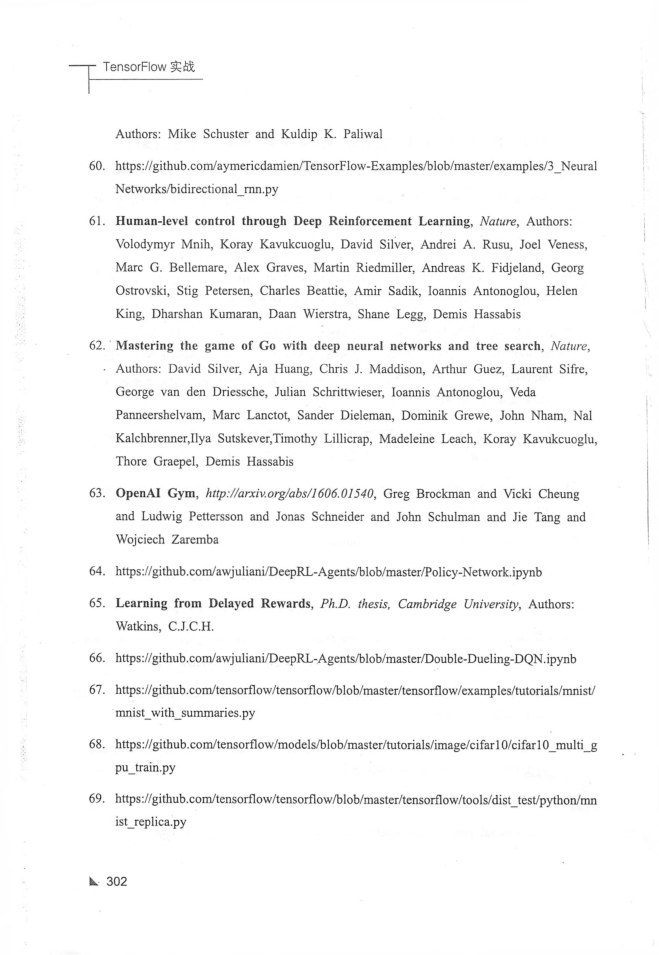 TensorFlow 实战
Authors: Mike Schuster and Kuldip K. Paliwal
60. https://github.com/aymericdamien/TensorFlow-Examples/blob/master/examples/3_Neural
Networks/bidirectional_rnn.py
61. Human-level control through Deep Reinforcement Learning, Nature, Authors:
Volodymyr Mnih, Koray Kavukcuoglu, David Silver, Andrei A. Rusu, Joel Veness,
Marc G. Bellemare, Alex Graves, Martin Riedmiller, Andreas K. Fidjeland, Georg
Ostrovski, Stig Petersen, Charles Beattie, Amir Sadik, Ioannis Antonoglou, Helen
King, Dharshan Kumaran, Daan Wierstra, Shane Legg, Demis Hassabis
62. Mastering the game of Go with deep neural networks and tree search, Nature,
Authors: David Silver, Aja Huang, Chris J. Maddison, Arthur Guez, Laurent Sifre,
George van den Driessche, Julian Schrittwieser, Ioannis Antonoglou, Veda
Panneershelvam, Marc Lanctot, Sander Dieleman, Dominik Grewe, John Nham, Nal
Kalchbrenner,Ilya Sutskever,Timothy Lillicrap, Madeleine Leach, Koray Kavukcuoglu,
Thore Graepel, Demis Hassabis
63. OpenAI Gym, http://arxiv.org/abs/1606.01540, Greg Brockman and Vicki Cheung
and Ludwig Pettersson and Jonas Schneider and John Schulman and Jie Tang and
Wojciech Zaremba
64. https://github.com/awjuliani/DeepRL-Agents/blob/master/Policy-Network.ipynb
65. Learning from Delayed Rewards, Ph.D. thesis, Cambridge University, Authors:
Watkins, C.J.C.H.
66. https://github.com/awjuliani/DeepRL-Agents/blob/master/Double-Dueling-DQN.ipynb
67. https://github.com/tensorflow/tensorflow/blob/master/tensorflow/examples/tutorials/mnist/
mnist_with_summaries.py
68. https://github.com/tensorflow/models/blob/master/tutorials/image/cifar10/cifar10_multi_g
pu_train.py
69. https://github.com/tensorflow/tensorflow/blob/master/tensorflow/tools/dist_test/python/mn
ist_replica.py
302